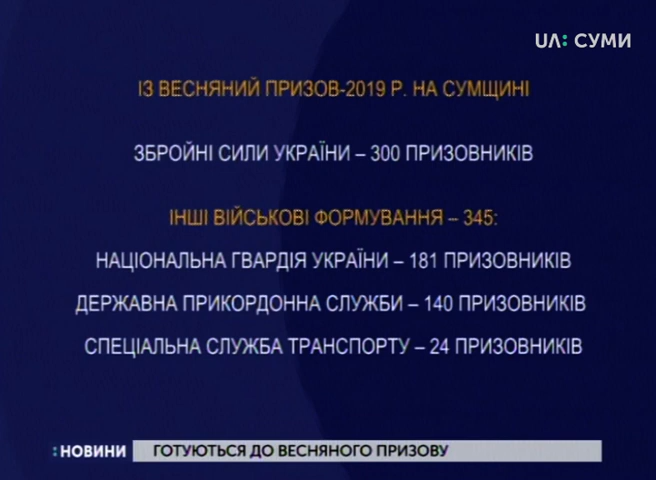 UA: СУМИ
ІЗ ВЕСНЯНИЙ ПРИЗОВ-2019 Р. НА СУМЩИНІ
ЗБРОЙНІ СИЛИ УКРАЇНИ – 300 ПРИЗОВНИКІВ
ІНШІ ВІЙСЬКОВІ ФОРМУВАННЯ – 345:
НАЦІОНАЛЬНА ГВАРДІЯ УКРАЇНИ – 181 ПРИЗОВНИКІВ
ДЕРЖАВНА ПРИКОРДОННА СЛУЖБИ – 140 ПРИЗОВНИКІВ
СПЕЦІАЛЬНА СЛУЖБА ТРАНСПОРТУ – 24 ПРИЗОВНИКІВ
:НОВИНИ ГОТУЮТЬСЯ ДО ВЕСНЯНОГО ПРИЗОВУ